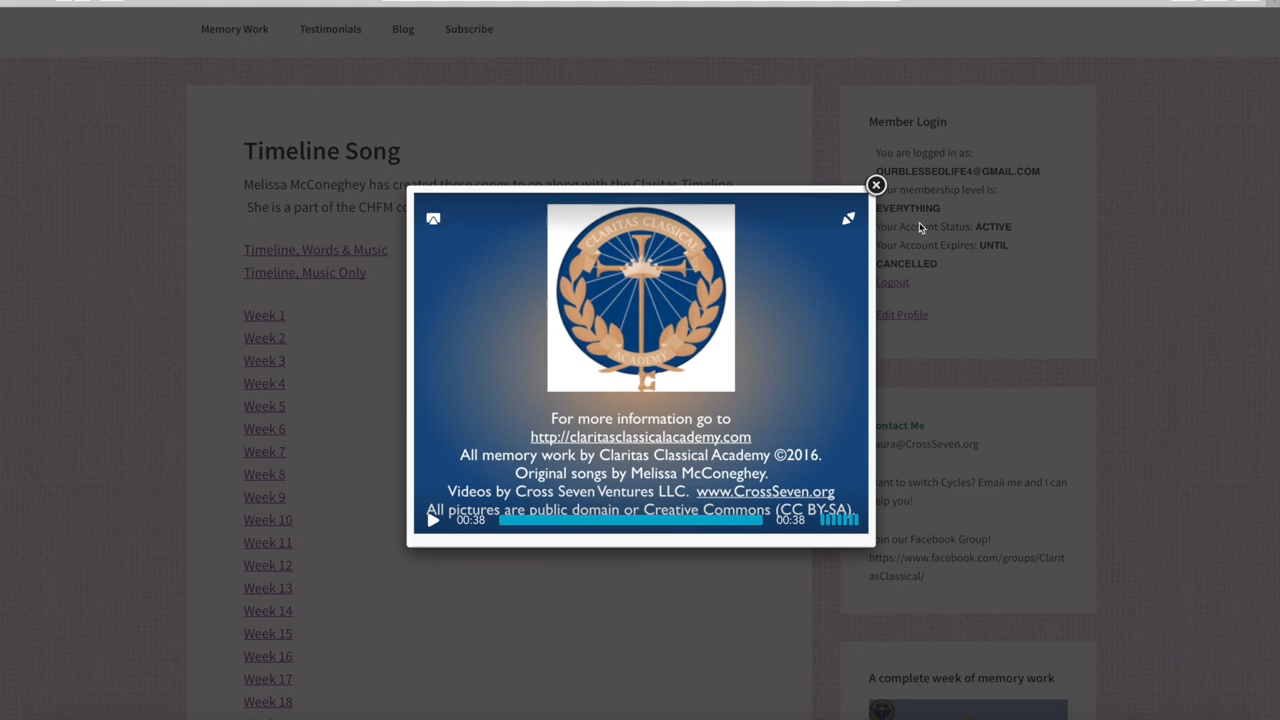 Memory Work
Testimonials
Blog
Subscribe
Timeline Song
Melissa McConeghey has created these songs to go along with the Claritas Timeline.
She is a part of the CHFM co
Timeline, Words & Music
Timeline, Music Only
Week 1
Week 2
Week 3
Week 4
Week 5
Week 6
Week 7
Week 8
Week 9
Week 10
Week 11
Week 12
Week 13
Week 14
Week 15
Week 16
Week 17
Week 18
CLARITAS CLASSICAL
ACADEMY
For more information go to
http://claritasclassicalacademy.com
All memory work by Claritas Classical Academy ©2016.
Original songs by Melissa McConeghey.
Videos by Cross Seven Ventures LLC. www.CrossSeven.org
All pictures are public domain or Creative Commons (CC BY-SA).
00:38
00:38
Member Login
You are logged in as:
OURBLESSEDLIFE4@GMAIL.COM
our membership level is:
EVERYTHING
Your Account Status: ACTIVE
Your Account Expires: UNTIL
CANCELLED
Logout
Edit Profile
ontact Me
aura@CrossSeven.org
ant to switch Cycles? Email me and I can
elp you!
oin our Facebook Group!
https://www.facebook.com/groups/Clarit
asClassical/
A complete week of memory work